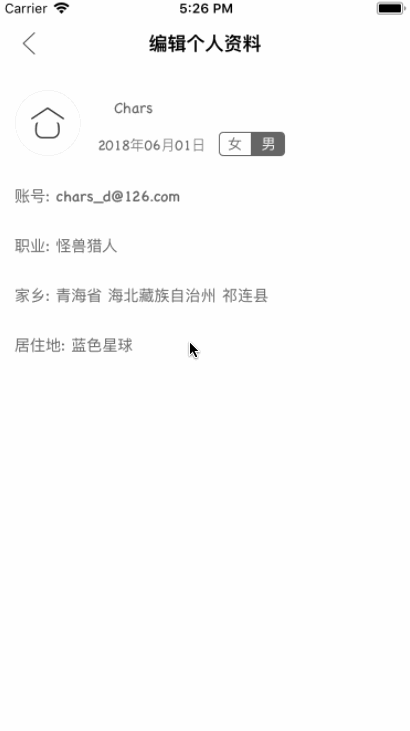 Carrier 5:26 PM
编辑个人资料
Chars
2018年06月01日 女 男
账号: chars_d@126.com
职业: 怪兽猎人
家乡: 青海省 海北藏族自治州 祁连县
居住地: 蓝色星球